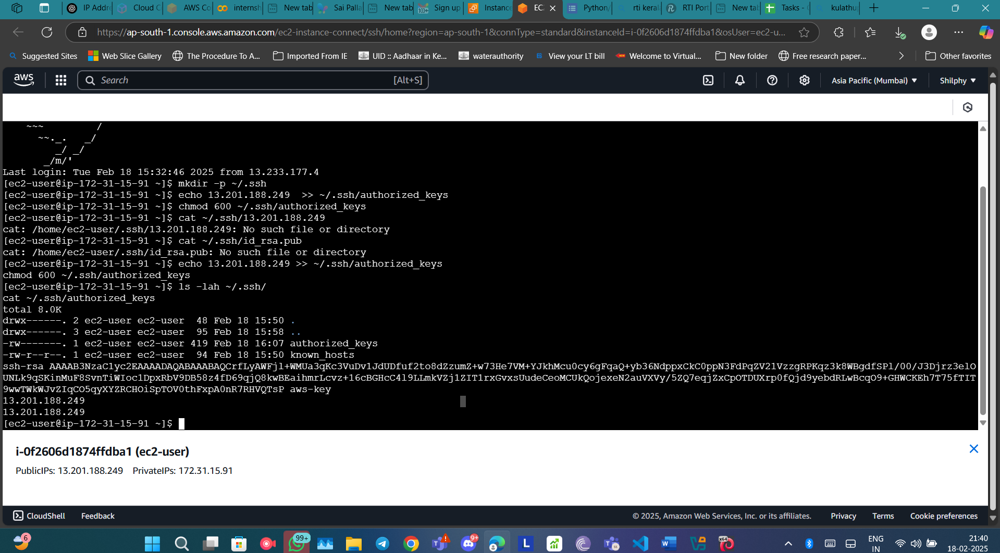 IP Addre
Cloud C
AWS Co
internsh
New tab
Sai Palla
New tab
100+
Sign up
Instance
EC2
Python/
rti keral
RTI Port
New tab
Tasks - 
kulathup
https://ap-south-1.console.aws.amazon.com/ec2-instance-connect/ssh/home?region=ap-south-1&connType=standard&instanceId=i-0f2606d1874ffdba1&osUser=ec2-u...
Suggested Sites
Web Slice Gallery
The Procedure To A...
Imported From IE
UID :: Aadhaar in Ke...
waterauthority
View your LT bill
Welcome to Virtual...
New folder
Free research paper...
Other favorites
aws
Search
[Alt+S]
Asia Pacific (Mumbai)
Shilphy
~~~         /
~~._.   _/
_/ _/
_/m/'
Last login: Tue Feb 18 15:32:46 2025 from 13.233.177.4
[ec2-user@ip-172-31-15-91 ~]$ mkdir -p ~/.ssh
[ec2-user@ip-172-31-15-91 ~]$ echo 13.201.188.249  >> ~/.ssh/authorized_keys
[ec2-user@ip-172-31-15-91 ~]$ chmod 600 ~/.ssh/authorized_keys
[ec2-user@ip-172-31-15-91 ~]$ cat ~/.ssh/13.201.188.249
cat: /home/ec2-user/.ssh/13.201.188.249: No such file or directory
[ec2-user@ip-172-31-15-91 ~]$ cat ~/.ssh/id_rsa.pub
cat: /home/ec2-user/.ssh/id_rsa.pub: No such file or directory
[ec2-user@ip-172-31-15-91 ~]$ echo 13.201.188.249 >> ~/.ssh/authorized_keys
chmod 600 ~/.ssh/authorized_keys
[ec2-user@ip-172-31-15-91 ~]$ ls -lah ~/.ssh/
cat ~/.ssh/authorized_keys
total 8.0K
drwx------. 2 ec2-user ec2-user  48 Feb 18 15:50 .
drwx------. 3 ec2-user ec2-user  95 Feb 18 15:58 ..
-rw-------. 1 ec2-user ec2-user 419 Feb 18 16:07 authorized_keys
-rw-r--r--. 1 ec2-user ec2-user  94 Feb 18 15:50 known_hosts
ssh-rsa AAAAB3NzaC1yc2EAAAADAQABAAABAQCrfLyAWFjl+WMUa3qKc3VuDv1JdUDfuf2to8dZzumZ+w73He7VM+YJkhMcu0cy6gFqaQ+yb36NdppxCkC0ppN3FdPqZV21VzzgRPKqz3k8WBgdfSPl/00/J3Djrz3elO
UNLk9qSKinMuF8SvnTiWIoc1DpxRbV9DB58z4fD69qjQ8kwBEaihmrLcvz+16cBGHcC4l9LLmkVZj1ZIT1rxGvxsUudeCeoMCUkQojexeN2auVXVy/5ZQ7eqjZxCpOTDUXrp0fQjd9yebdRLwBcqO9+GHWCKEh7T75fTIT
9wwTWkWJvZIqCO5qyXYZRCHOiSpTOV0thFxpA0nR7RHVQTsP aws-key
13.201.188.249
13.201.188.249
[ec2-user@ip-172-31-15-91 ~]$
i-0f2606d1874ffdba1 (ec2-user)
PublicIPs: 13.201.188.249    PrivateIPs: 172.31.15.91
CloudShell
Feedback
© 2025, Amazon Web Services, Inc. or its affiliates.
Privacy
Terms
Cookie preferences
6
99+
9+
L
x64
ENG
IN
21:40
18-02-2025